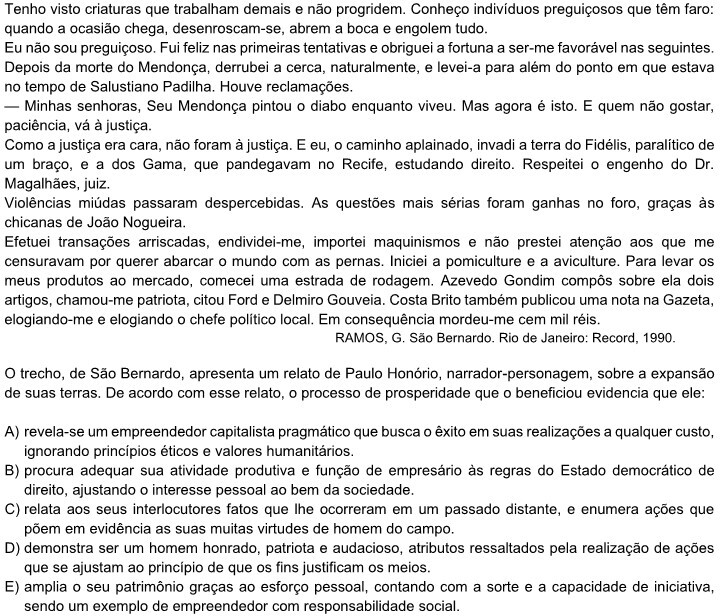 Tenho visto criaturas que trabalham demais e não progridem. Conheço indivíduos preguiçosos que têm faro:
quando a ocasião chega, desenroscam-se, abrem a boca e engolem tudo.
Eu não sou preguiçoso. Fui feliz nas primeiras tentativas e obriguei a fortuna a ser-me favorável nas seguintes.
Depois da morte do Mendonça, derrubei a cerca, naturalmente, e levei-a para além do ponto em que estava
no tempo de Salustiano Padilha. Houve reclamações.
— Minhas senhoras, Seu Mendonça pintou o diabo enquanto viveu. Mas agora é isto. E quem não gostar,
paciência, vá à justiça.
Como a justiça era cara, não foram à justiça. E eu, o caminho aplainado, invadi a terra do Fidélis, paralítico de
um braço, e a dos Gama, que pandegavam no Recife, estudando direito. Respeitei o engenho do Dr.
Magalhães, juiz.
Violências miúdas passaram despercebidas. As questões mais sérias foram ganhas no foro, graças às
chicanas de João Nogueira.
Efetuei transações arriscadas, endividei-me, importei maquinismos e não prestei atenção aos que me
censuravam por querer abarcar o mundo com as pernas. Iniciei a pomiculture e a aviculture. Para levar os
meus produtos ao mercado, comecei uma estrada de rodagem. Azevedo Gondim compôs sobre ela dois
artigos, chamou-me patriota, citou Ford e Delmiro Gouveia. Costa Brito também publicou uma nota na Gazeta,
elogiando-me e elogiando o chefe político local. Em consequência mordeu-me cem mil réis.
RAMOS, G. São Bernardo. Rio de Janeiro: Record, 1990.
O trecho, de São Bernardo, apresenta um relato de Paulo Honório, narrador-personagem, sobre a expansão
de suas terras. De acordo com esse relato, o processo de prosperidade que o beneficiou evidencia que ele:
A) revela-se um empreendedor capitalista pragmático que busca o êxito em suas realizações a qualquer custo,
ignorando princípios éticos e valores humanitários.
B) procura adequar sua atividade produtiva e função de empresário às regras do Estado democrático de
direito, ajustando o interesse pessoal ao bem da sociedade.
C) relata aos seus interlocutores fatos que lhe ocorreram em um passado distante, e enumera ações que
põem em evidência as suas muitas virtudes de homem do campo.
D) demonstra ser um homem honrado, patriota e audacioso, atributos ressaltados pela realização de ações
que se ajustam ao princípio de que os fins justificam os meios.
E) amplia o seu patrimônio graças ao esforço pessoal, contando com a sorte e a capacidade de iniciativa,
sendo um exemplo de empreendedor com responsabilidade social.